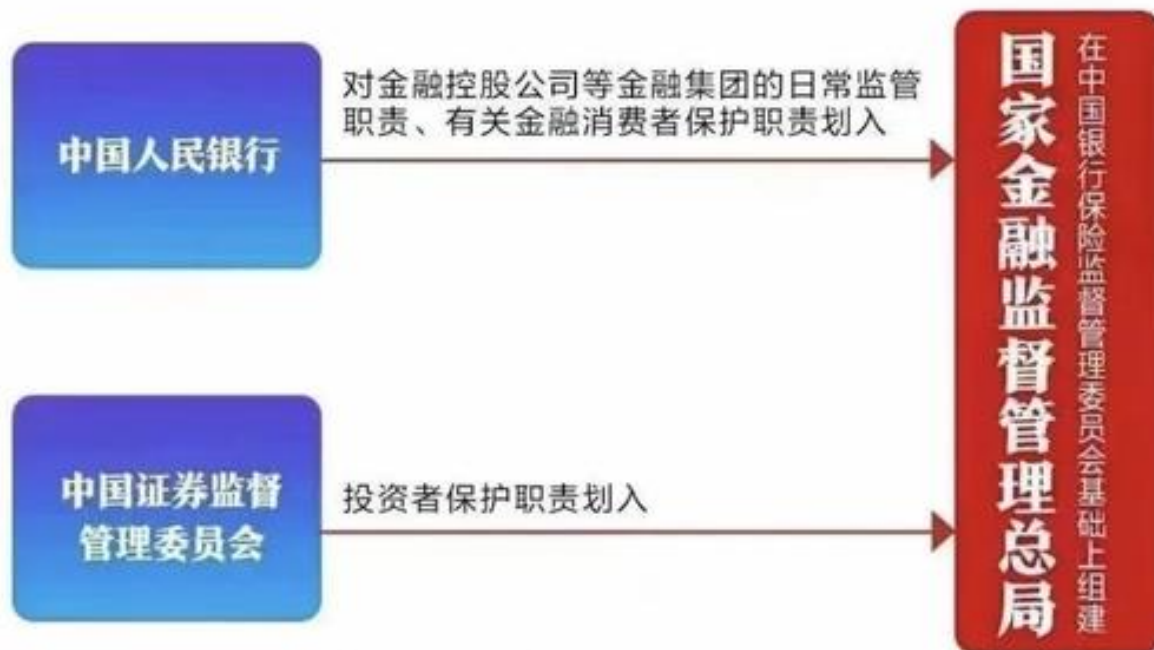 中国人民银行
对金融控股公司等金融集团的日常监管
职责、有关金融消费者保护职责划入
中国证券监督
管理委员会
投资者保护职责划入
国家金融监督管理总局
在中国银行保险监督管理委员会基础上组建